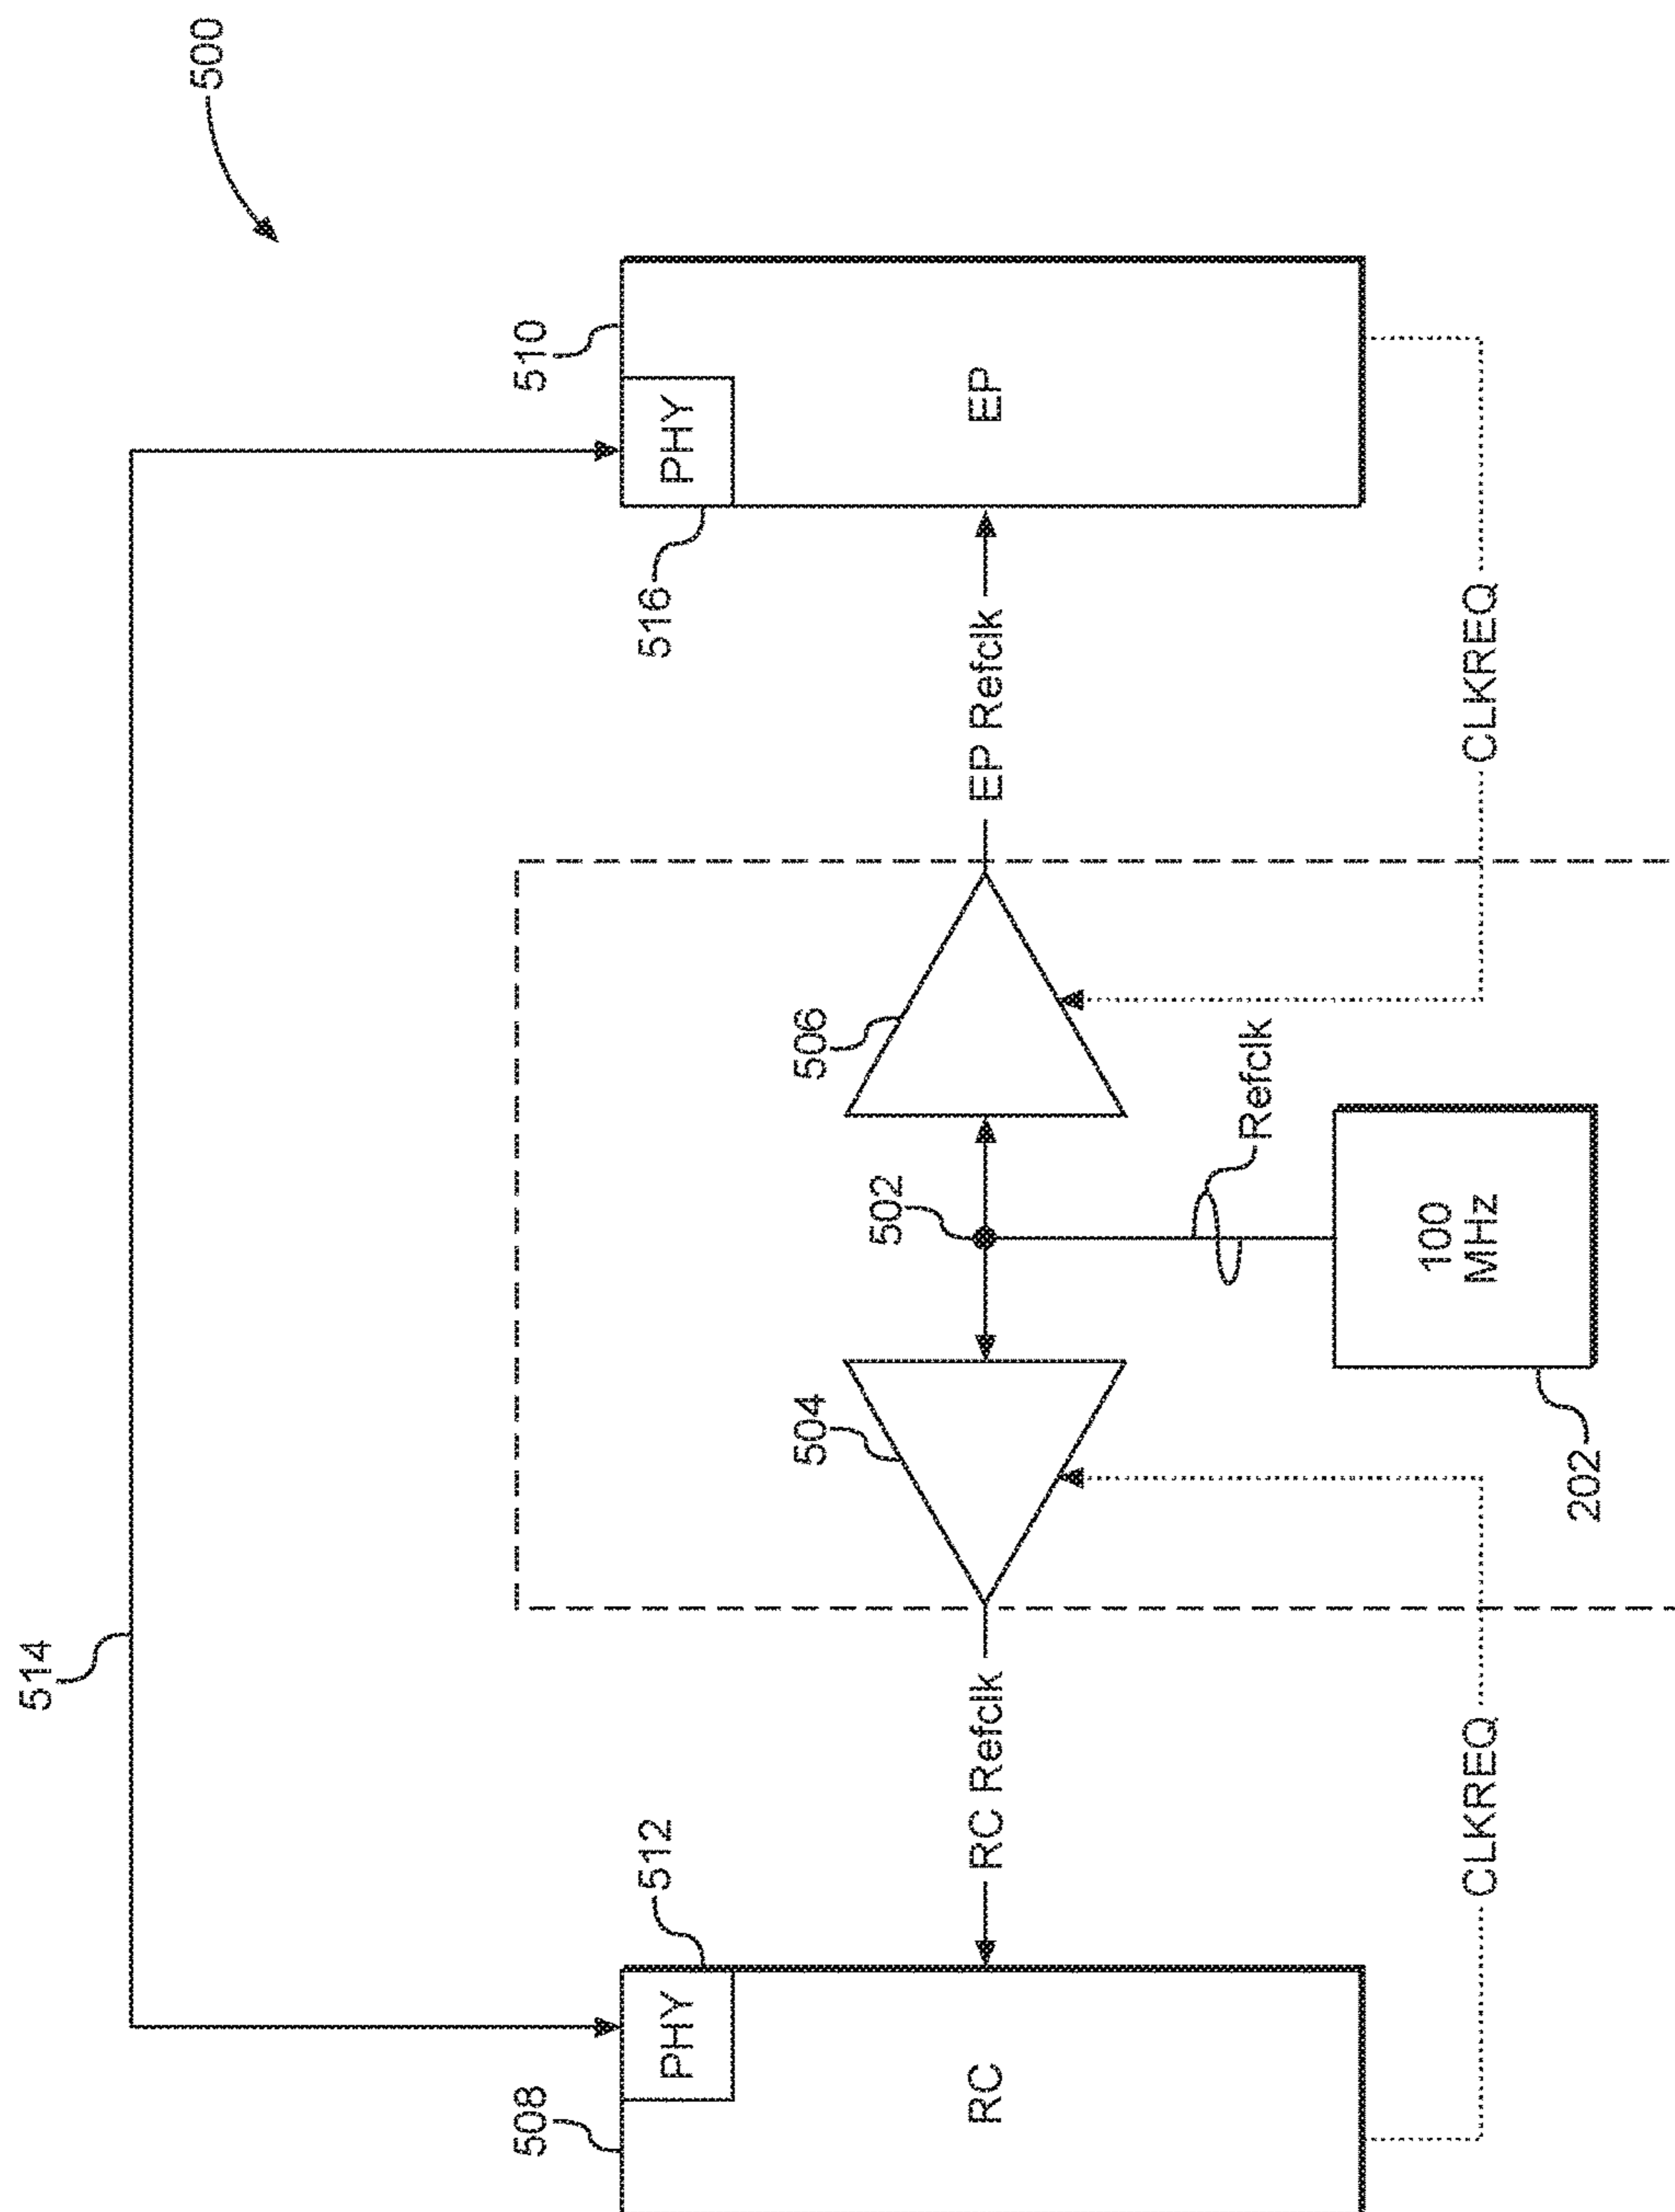 500
514
508
PHY
512
RC
RC Refclk
CLKREQ
504
502
506
Refclk
100
MHz
202
EP Refclk
CLKREQ
510
PHY
516
EP